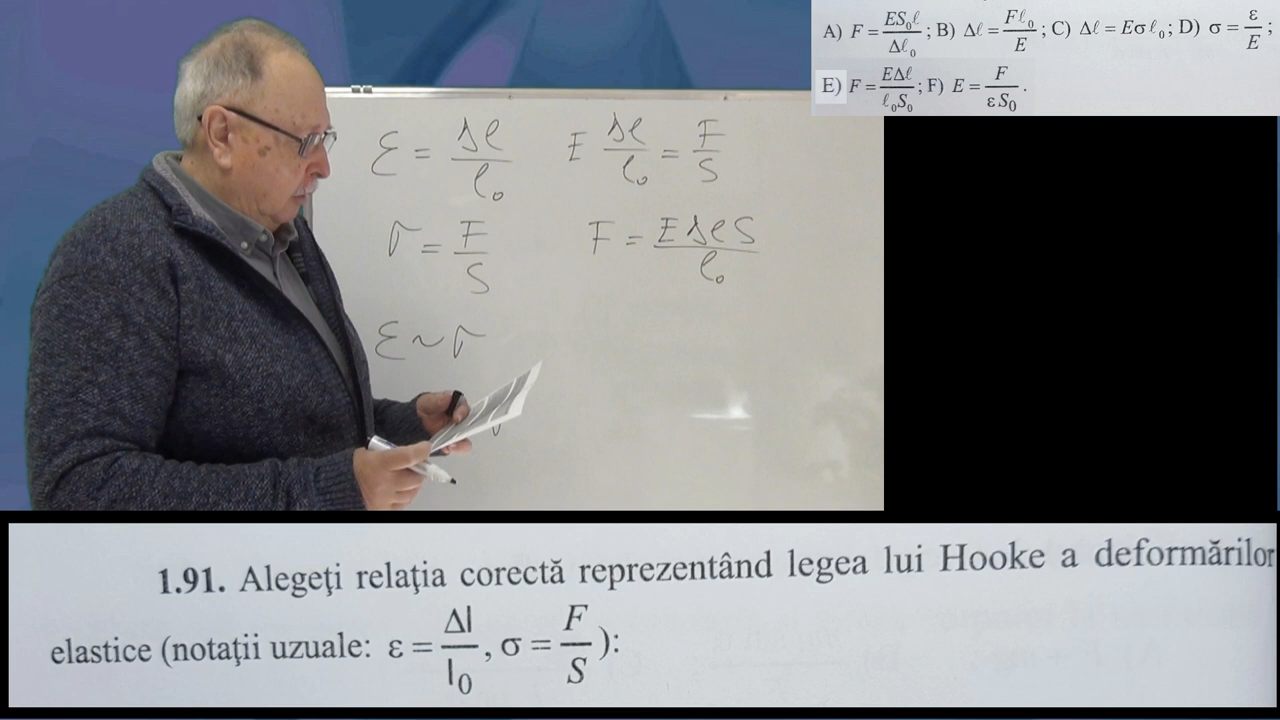 A) F = ES₀ℓ / Δℓ₀ ; B) Δℓ = Fℓ₀ / E ; C) Δℓ = Eσℓ₀; D) σ = ε / E ;
E) F = EΔℓ / ℓ₀S₀ ; F) E = F / εS₀ .
ε = Δℓ / ℓ₀ E Δℓ / ℓ₀ = F / S
σ = F / S F = E Δℓ S / ℓ₀
ε ~ σ
1.91. Alegeţi relaţia corectă reprezentând legea lui Hooke a deformărilor
elastice (notaţii uzuale: ε = Δl / l₀ , σ = F / S ):